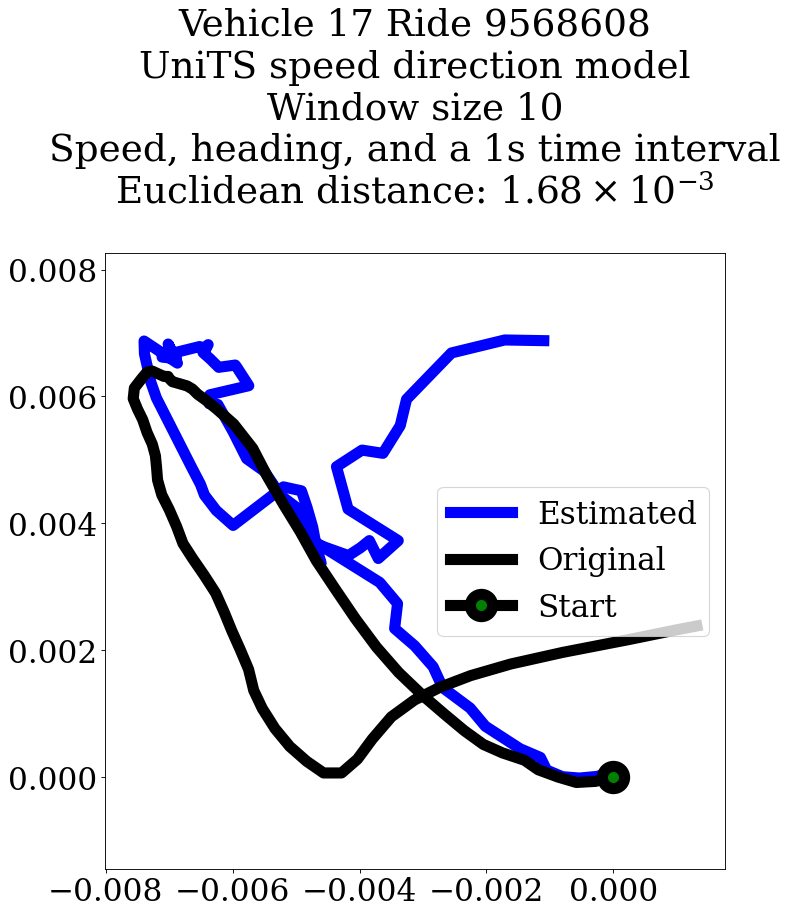 Vehicle 17 Ride 9568608
UniTS speed direction model
Window size 10
Speed, heading, and a 1s time interval
Euclidean distance: 1.68 × 10⁻³
0.008
0.006
0.004
0.002
0.000
Estimated
Original
Start
−0.008 −0.006 −0.004 −0.002 0.000